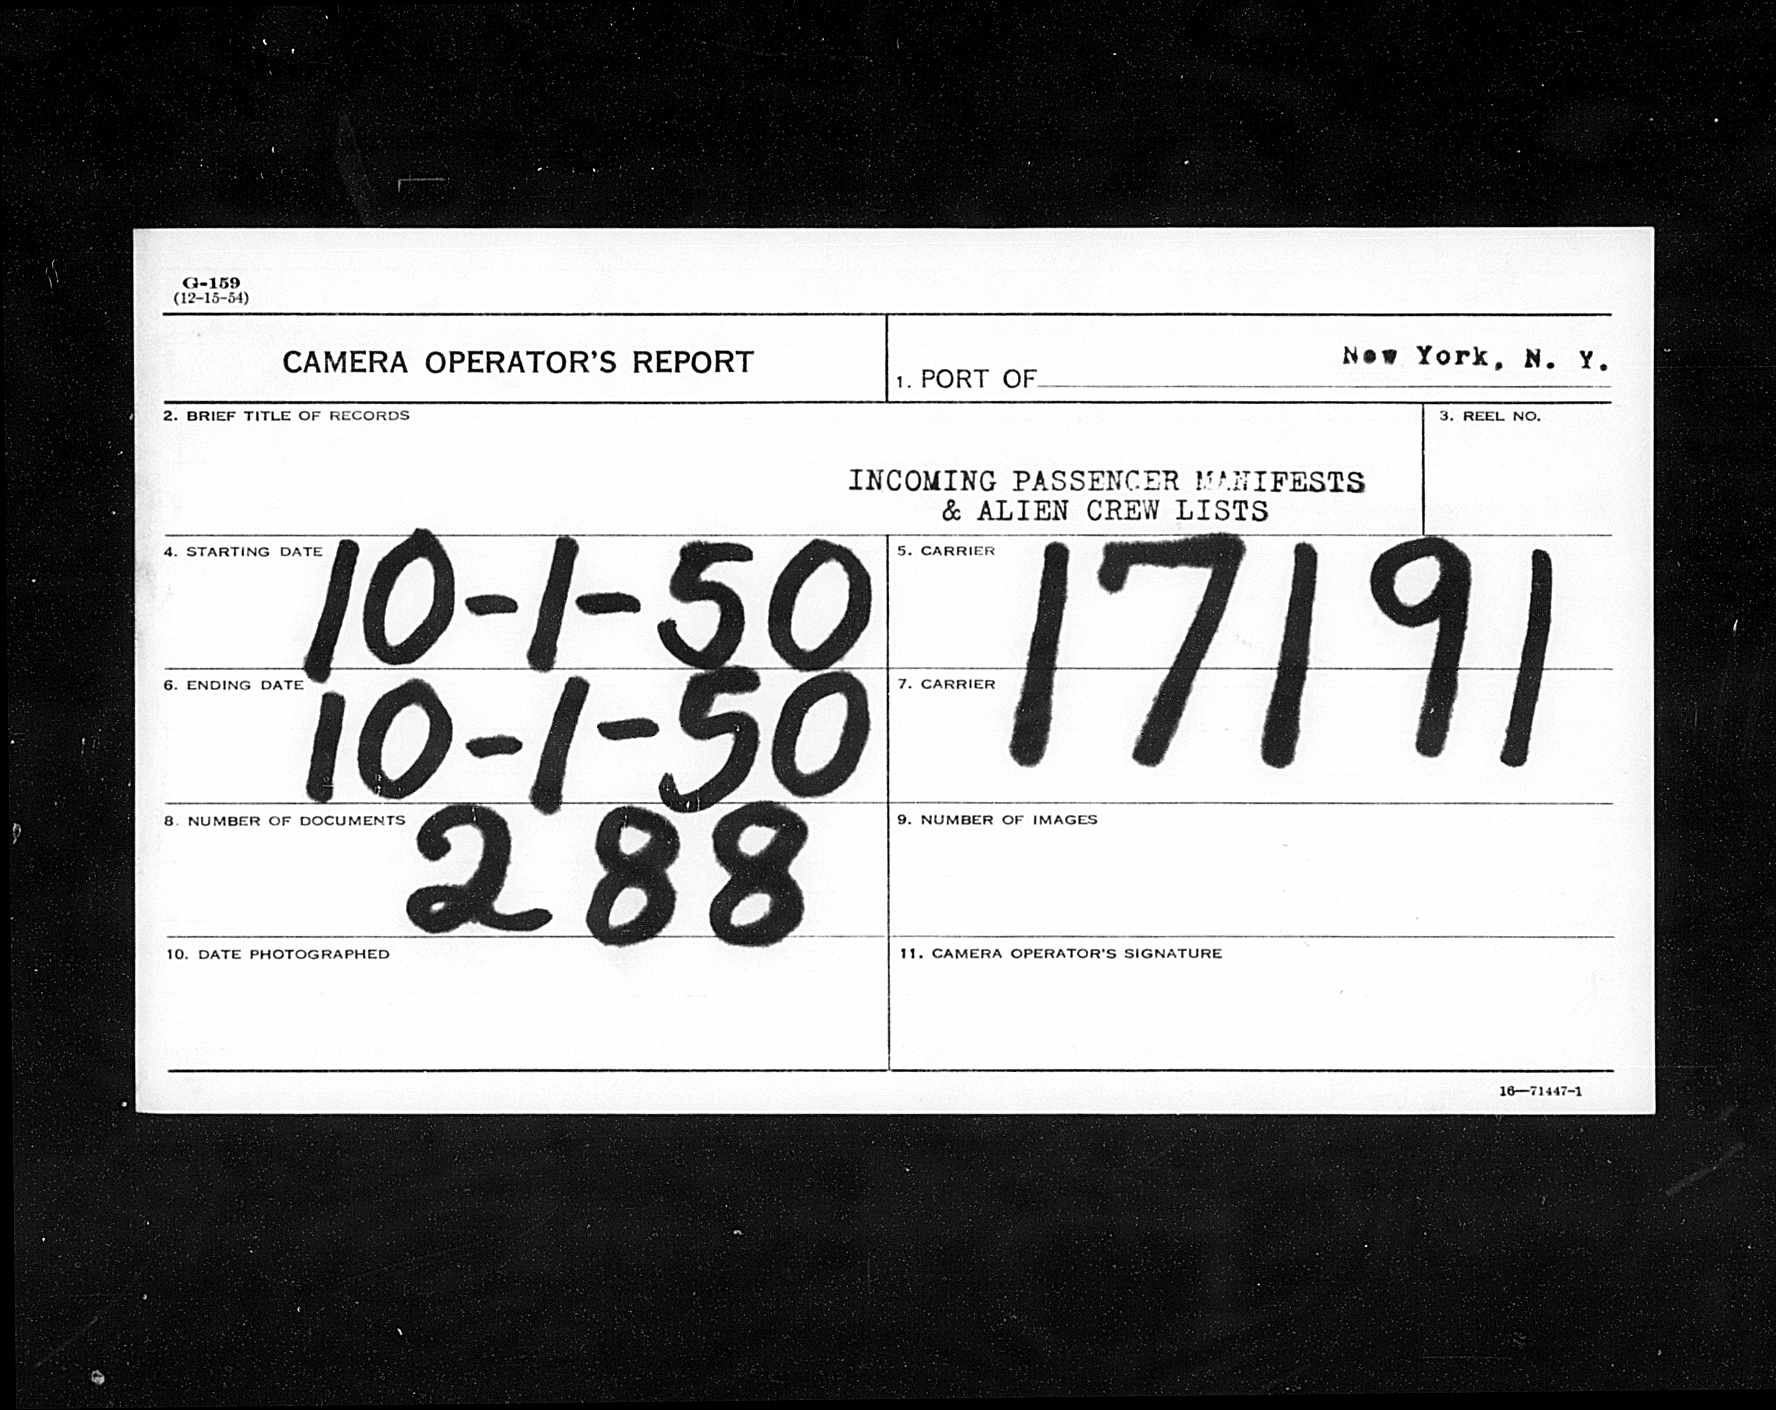 G-159
(12-15-54)
CAMERA OPERATOR'S REPORT
1. PORT OF New York, N. Y.
2. BRIEF TITLE OF RECORDS
3. REEL NO.
INCOMING PASSENGER MANIFESTS
& ALIEN CREW LISTS
4. STARTING DATE 10-1-50
5. CARRIER 17191
6. ENDING DATE 10-1-50
7. CARRIER
8. NUMBER OF DOCUMENTS 288
9. NUMBER OF IMAGES
10. DATE PHOTOGRAPHED
11. CAMERA OPERATOR'S SIGNATURE
16—71447-1